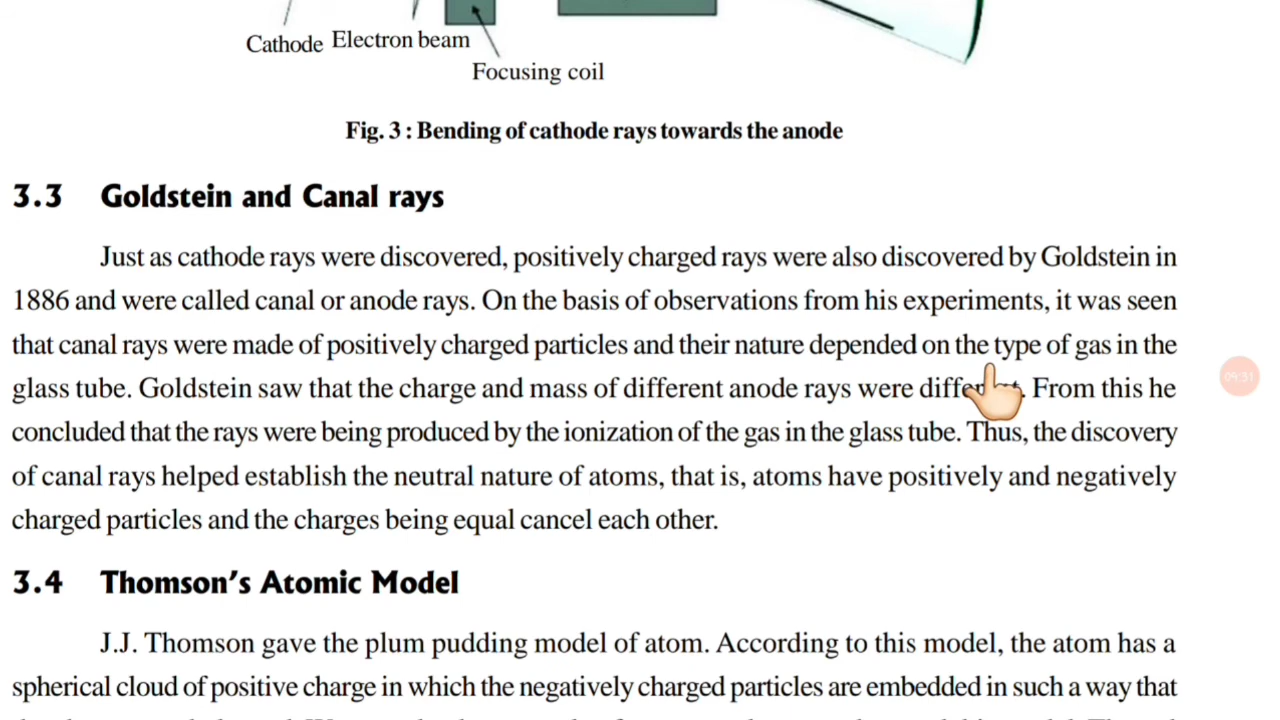 Cathode Electron beam
Focusing coil
Fig. 3 : Bending of cathode rays towards the anode
3.3 Goldstein and Canal rays
Just as cathode rays were discovered, positively charged rays were also discovered by Goldstein in
1886 and were called canal or anode rays. On the basis of observations from his experiments, it was seen
that canal rays were made of positively charged particles and their nature depended on the type of gas in the
glass tube. Goldstein saw that the charge and mass of different anode rays were From this he
09:31
concluded that the rays were being produced by the ionization of the gas in the glass tube. Thus, the discovery
of canal rays helped establish the neutral nature of atoms, that is, atoms have positively and negatively
charged particles and the charges being equal cancel each other.
3.4 Thomson's Atomic Model
J.J. Thomson gave the plum pudding model of atom. According to this model, the atom has a
spherical cloud of positive charge in which the negatively charged particles are embedded in such a way that